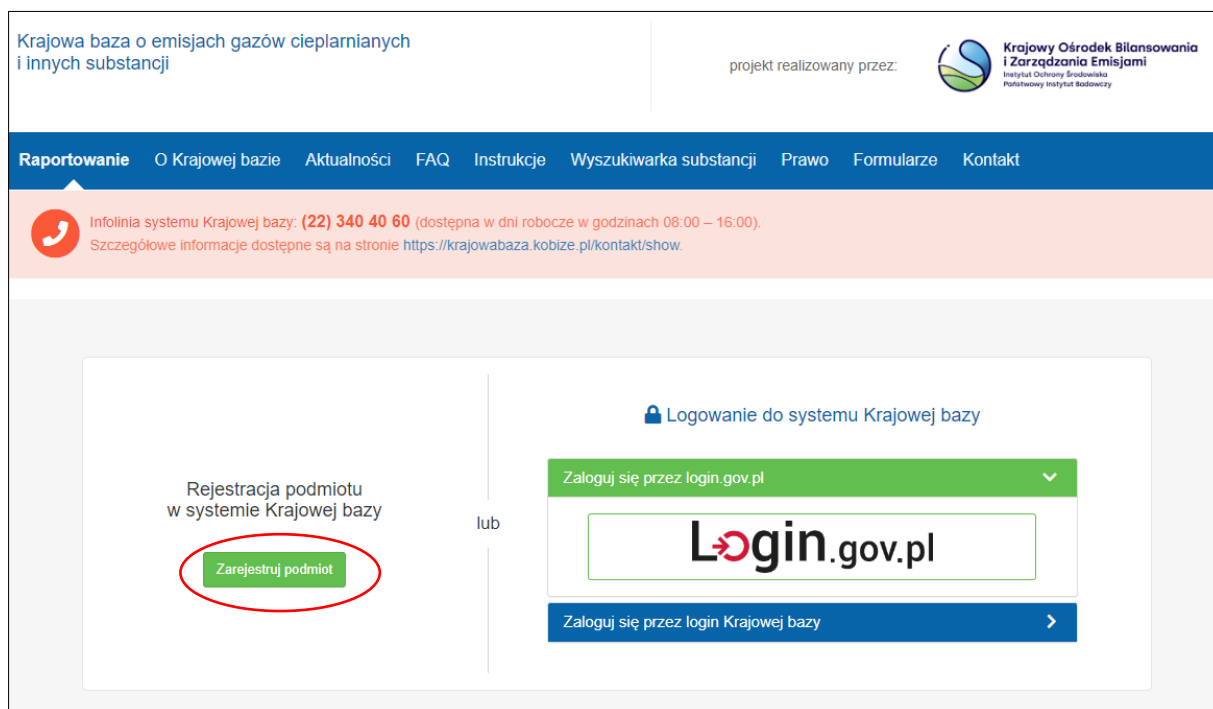 Krajowa baza o emisjach gazów cieplarnianych
i innych substancji
projekt realizowany przez:
Krajowy Ośrodek Bilansowania
i Zarządzania Emisjami
Instytut Ochrony Środowiska
Państwowy Instytut Badawczy
Raportowanie O Krajowej bazie Aktualności FAQ Instrukcje Wyszukiwarka substancji Prawo Formularze Kontakt
Infolinia systemu Krajowej bazy: (22) 340 40 60 (dostępna w dni robocze w godzinach 08:00 – 16:00).
Szczegółowe informacje dostępne są na stronie https://krajowabaza.kobize.pl/kontakt/show.
Rejestracja podmiotu
w systemie Krajowej bazy
Zarejestruj podmiot
lub
Logowanie do systemu Krajowej bazy
Zaloguj się przez login.gov.pl
Login.gov.pl
Zaloguj się przez login Krajowej bazy